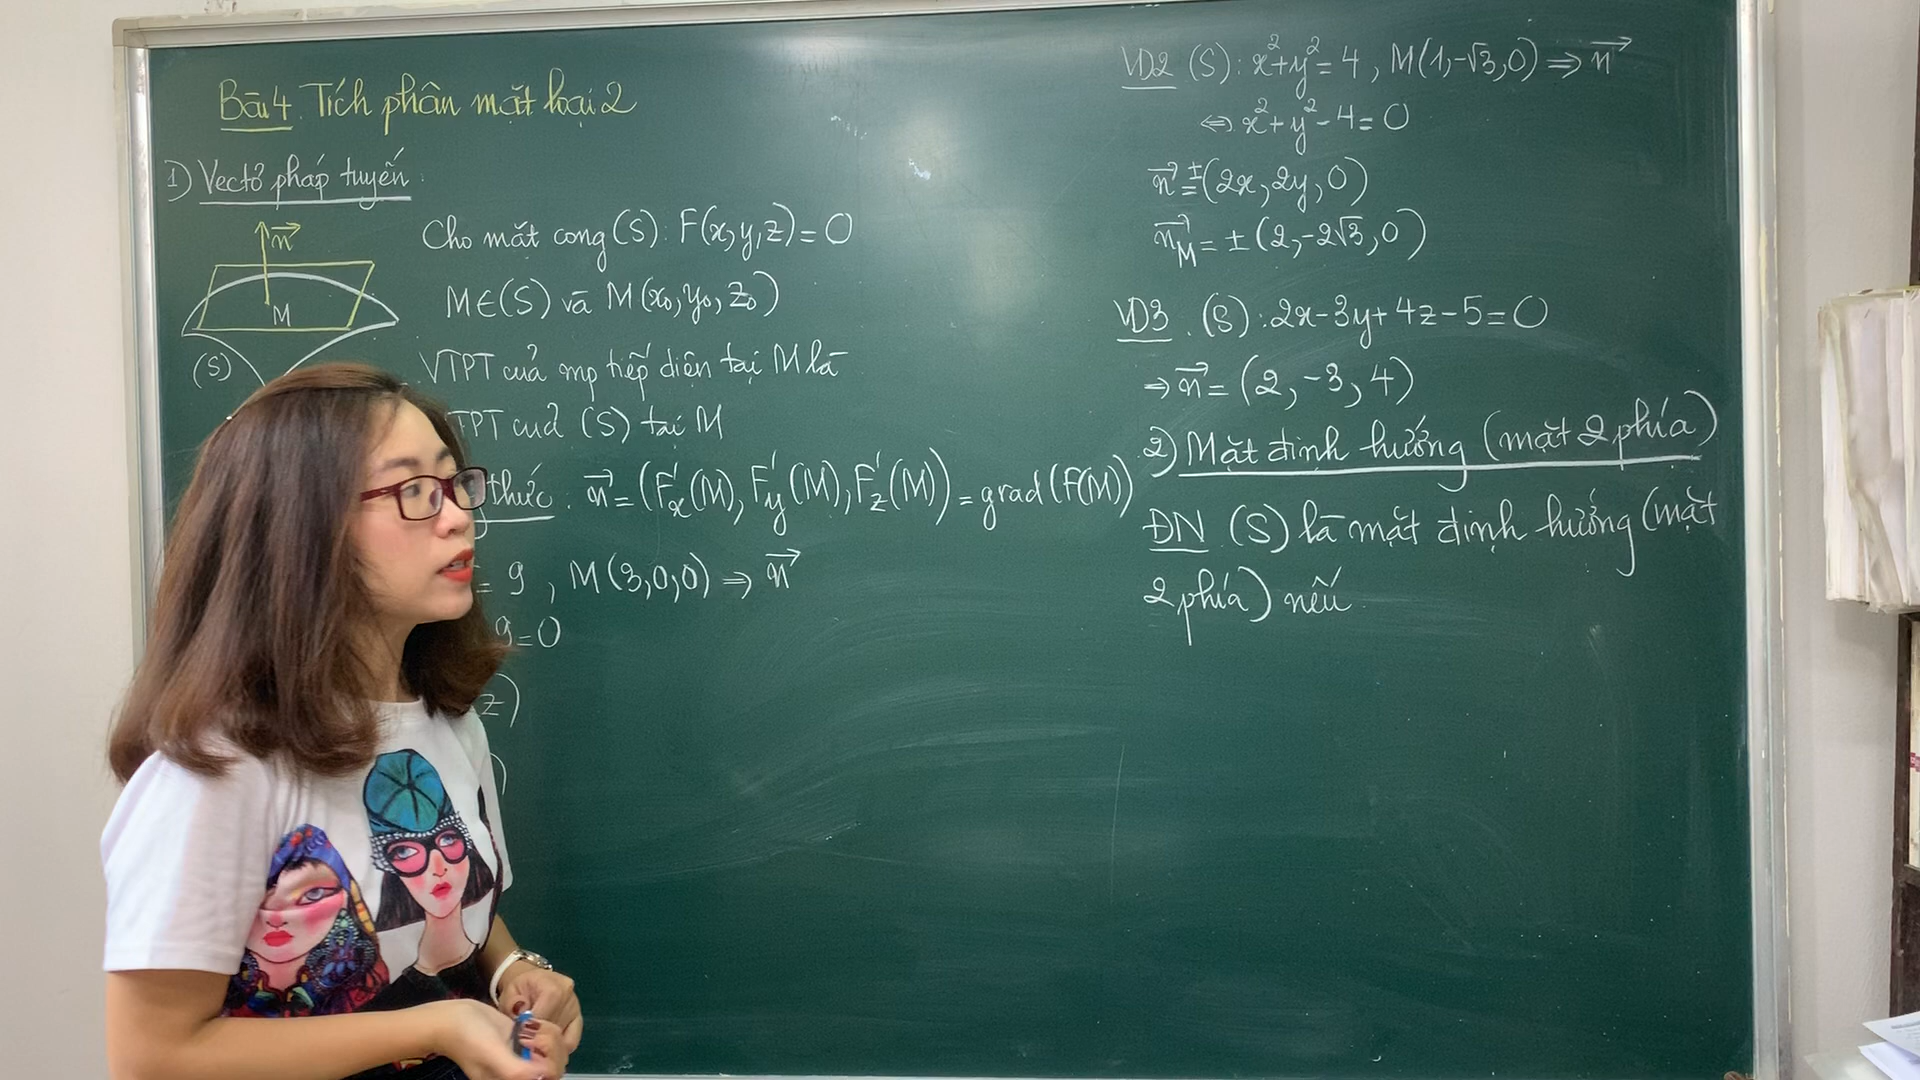 Bài 4. Tích phân mặt loại 2
1) Vectơ pháp tuyến:
n⃗
M
(S)
Cho mặt cong (S): F(x,y,z)=0
M∈(S) và M(x₀,y₀,z₀)
VTPT của mp tiếp diện tại M là
TPT của (S) tại M
thức. n⃗=(F'ₓ(M), F'y(M), F'z(M))=grad(F(M))
= 9, M(3,0,0) ⇒ n⃗
9=0
z)
)
VD2 (S): x²+y²=4, M(1,-√3,0) ⇒ n⃗
⇔ x²+y²-4=0
n⃗=±(2x,2y,0)
n⃗_M = ±(2,-2√3,0)
VD3. (S): 2x-3y+4z-5=0
⇒ n⃗=(2,-3,4)
2) Mặt định hướng (mặt 2 phía)
ĐN (S) là mặt định hướng (mặt
2 phía) nếu